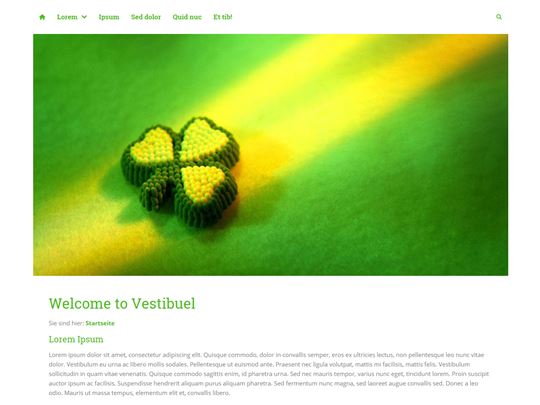 Lorem Ipsum Sed dolor Quid nuc Et tib!
Welcome to Vestibuel
Sie sind hier: Startseite
Lorem Ipsum
Lorem ipsum dolor sit amet, consectetur adipiscing elit. Quisque commodo, dolor in convallis semper, eros ex ultricies lectus, non pellentesque leo nunc vitae
dolor. Vestibulum eu urna ac libero mollis sodales. Pellentesque ut euismod ante. Praesent nec ligula volutpat, mattis mi facilisis, mattis felis. Vestibulum
sollicitudin in quam vitae venenatis. Quisque commodo sagittis enim, id pharetra urna. Sed nec mauris tempor, varius nunc eget, tincidunt lorem. Proin suscipit
auctor ipsum ac facilisis. Suspendisse hendrerit aliquam purus aliquam pharetra. Sed fermentum nunc magna, sed laoreet augue convallis sed. Donec a leo
odio. Mauris ut massa tempus, elementum elit et, convallis libero.